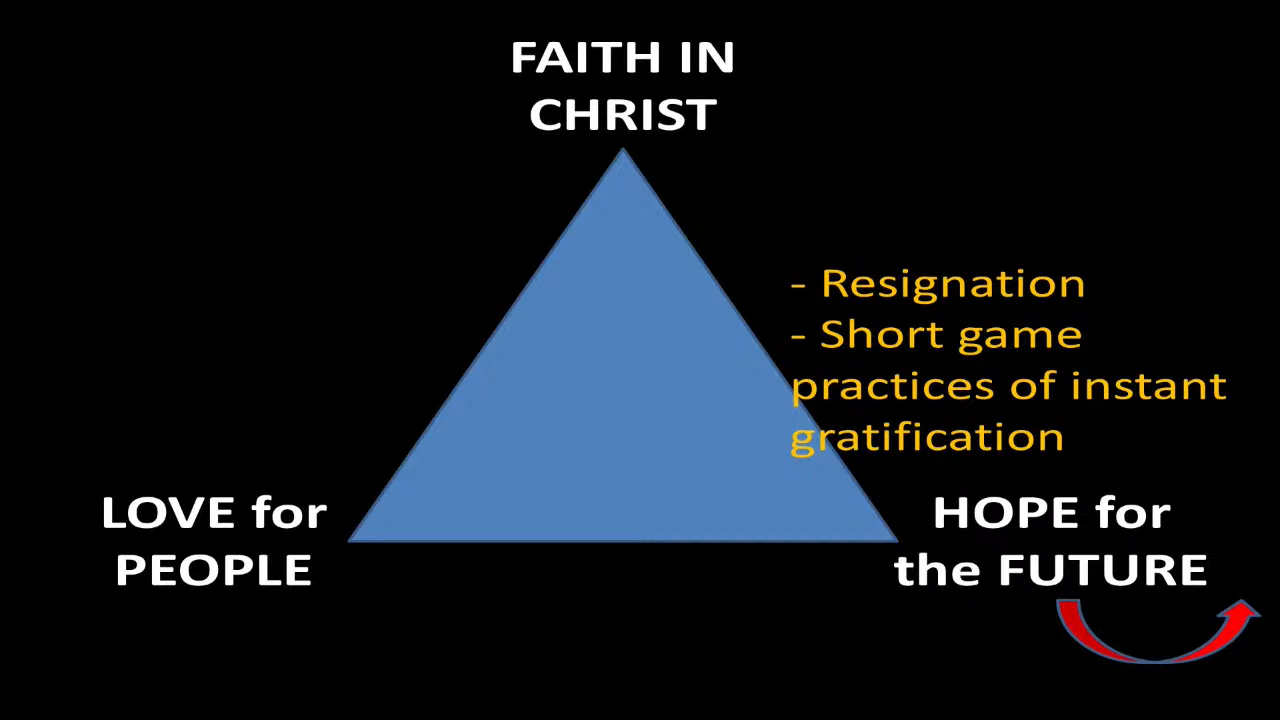 FAITH IN
CHRIST
- Resignation
- Short game
practices of instant
gratification
LOVE for
PEOPLE
HOPE for
the FUTURE